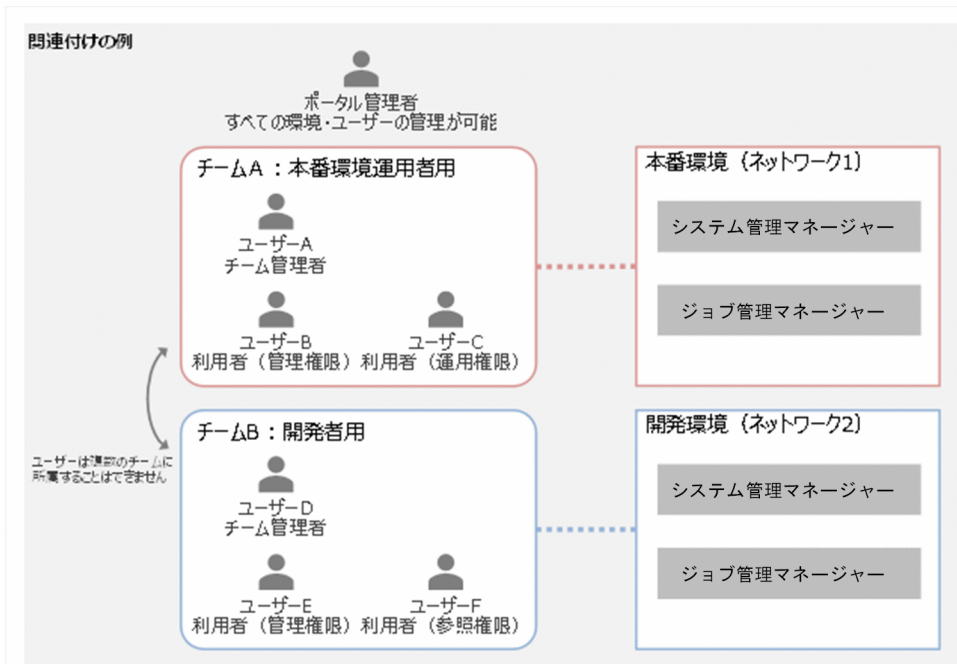 関連付けの例
ポータル管理者
すべての環境・ユーザーの管理が可能
チームA：本番環境運用者用
ユーザーA
チーム管理者
ユーザーB
利用者（管理権限）
ユーザーC
利用者（運用権限）
本番環境（ネットワーク1）
システム管理マネージャー
ジョブ管理マネージャー
ユーザーは複数のチームに
所属することはできません
チームB：開発者用
ユーザーD
チーム管理者
ユーザーE
利用者（管理権限）
ユーザーF
利用者（参照権限）
開発環境（ネットワーク2）
システム管理マネージャー
ジョブ管理マネージャー